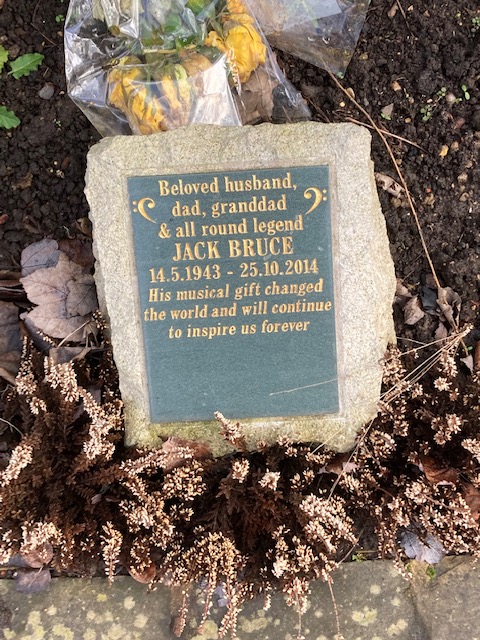 Beloved husband,
dad, granddad
& all round legend
JACK BRUCE
14.5.1943 - 25.10.2014
His musical gift changed
the world and will continue
to inspire us forever